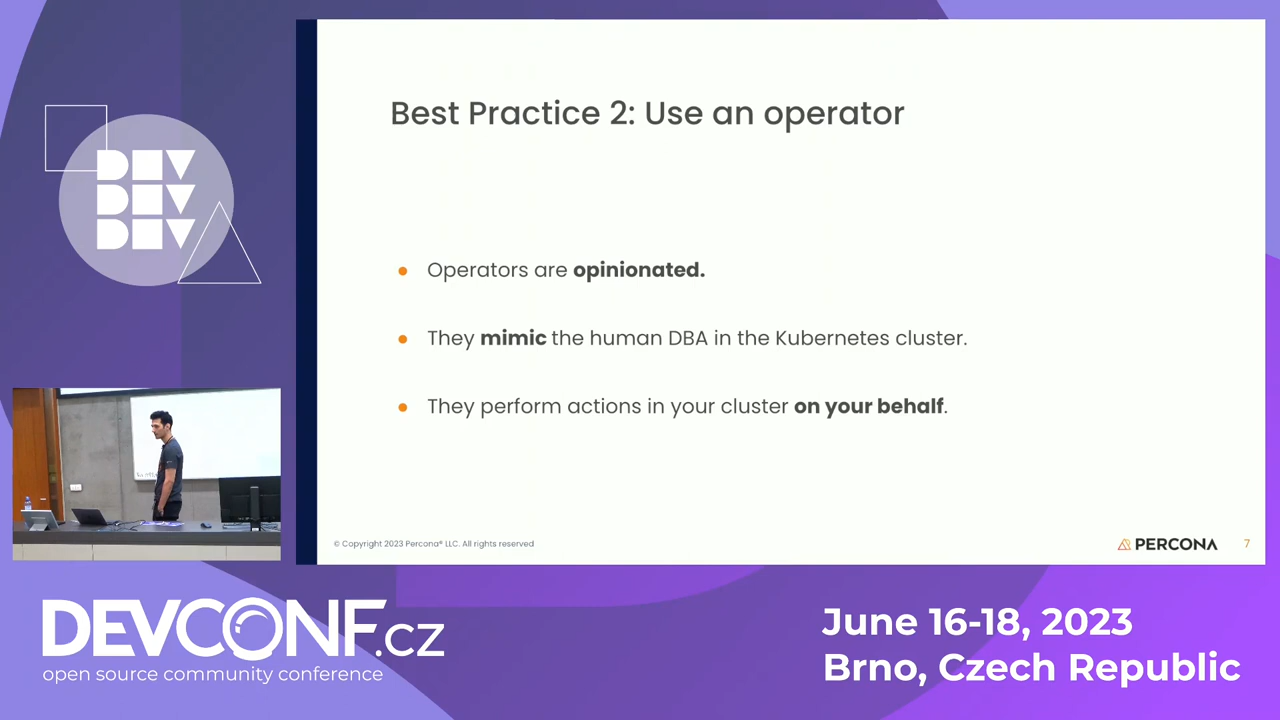 Best Practice 2: Use an operator
• Operators are opinionated.
• They mimic the human DBA in the Kubernetes cluster.
• They perform actions in your cluster on your behalf.
© Copyright 2023 Percona® LLC. All rights reserved
PERCONA
7
DEV
DEV
DEV
DEVCONF.cz
open source community conference
June 16-18, 2023
Brno, Czech Republic